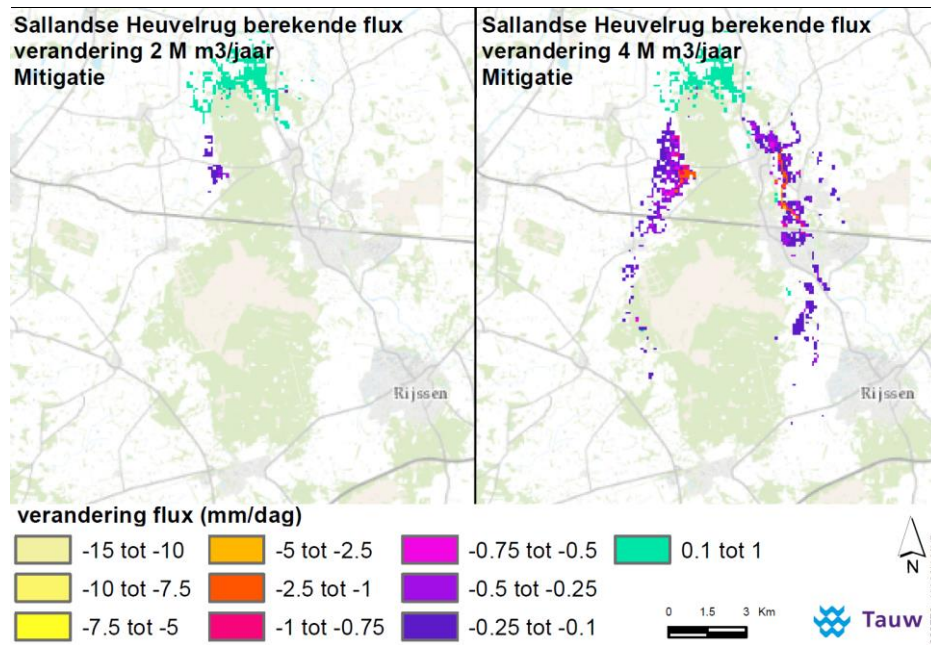 Sallandse Heuvelrug berekende flux
verandering 2 M m3/jaar
Mitigatie
Sallandse Heuvelrug berekende flux
verandering 4 M m3/jaar
Mitigatie
Rijssen
Rijssen
verandering flux (mm/dag)
-15 tot -10
-10 tot -7.5
-7.5 tot -5
-5 tot -2.5
-2.5 tot -1
-1 tot -0.75
-0.75 tot -0.5
-0.5 tot -0.25
-0.25 tot -0.1
0.1 tot 1
0 1.5 3 Km
N
Tauw